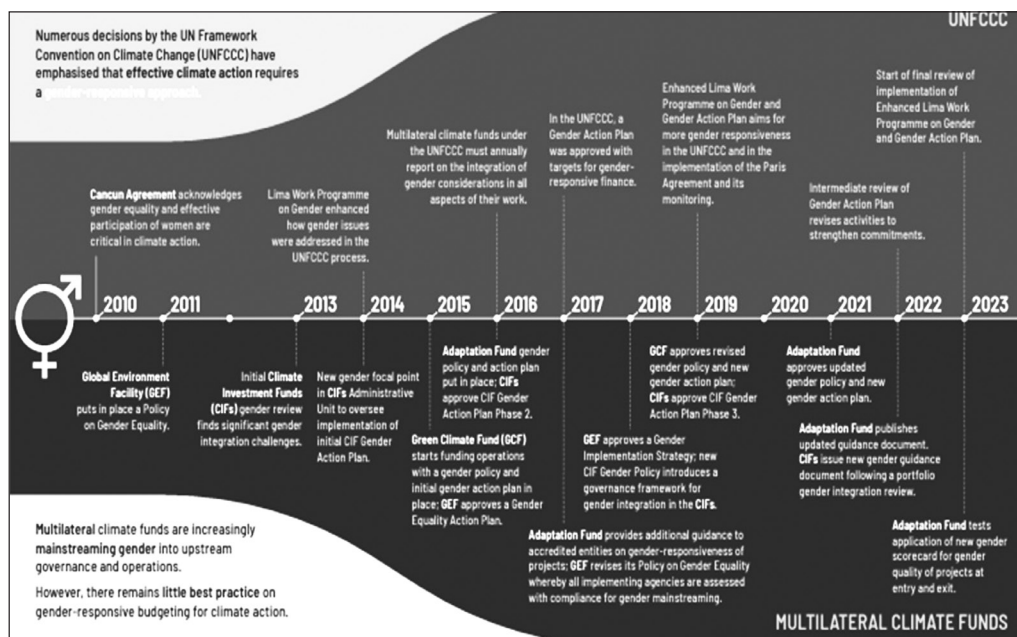 UNFCCC
Numerous decisions by the UN Framework
Convention on Climate Change (UNFCCC) have
emphasised that effective climate action requires
a gender-responsive approach.
Cancun Agreement acknowledges
gender equality and effective
participation of women are
critical in climate action.
Lima Work Programme
on Gender enhanced
how gender issues
were addressed in the
UNFCCC process.
Multilateral climate funds under
the UNFCCC must annually
report on the integration of
gender considerations in all
aspects of their work.
In the UNFCCC, a
Gender Action Plan
was approved with
targets for gender-
responsive finance.
Enhanced Lima Work
Programme on Gender and
Gender Action Plan aims for
more gender responsiveness
in the UNFCCC and in the
implementation of the Paris
Agreement and its
monitoring.
Intermediate review of
Gender Action Plan
revises activities to
strengthen commitments.
Start of final review of
implementation of
Enhanced Lima Work
Programme on Gender
and Gender Action Plan.
2010 2011 2013 2014 2015 2016 2017 2018 2019 2020 2021 2022 2023
Global Environment
Facility (GEF)
puts in place a Policy
on Gender Equality.
Initial Climate
Investment Funds
(CIFs) gender review
finds significant gender
integration challenges.
New gender focal point
in CIFs Administrative
Unit to oversee
implementation of
initial CIF Gender
Action Plan.
Adaptation Fund gender
policy and action plan
put in place; CIFs
approve CIF Gender
Action Plan Phase 2.
Green Climate Fund (GCF)
starts funding operations
with a gender policy and
initial gender action plan in
place; GEF approves a Gender
Equality Action Plan.
Adaptation Fund provides additional guidance to
accredited entities on gender-responsiveness of
projects; GEF revises its Policy on Gender Equality
whereby all implementing agencies are assessed
with compliance for gender mainstreaming.
GEF approves a Gender
Implementation Strategy; new
CIF Gender Policy introduces a
governance framework for
gender integration in the CIFs.
GCF approves revised
gender policy and new
gender action plan;
CIFs approve CIF Gender
Action Plan Phase 3.
Adaptation Fund
approves updated
gender policy and new
gender action plan.
Adaptation Fund publishes
updated guidance document.
CIFs issue new gender guidance
document following a portfolio
gender integration review.
Adaptation Fund tests
application of new gender
scorecard for gender
quality of projects at
entry and exit.
Multilateral climate funds are increasingly
mainstreaming gender into upstream
governance and operations.
However, there remains little best practice on
gender-responsive budgeting for climate action.
MULTILATERAL CLIMATE FUNDS